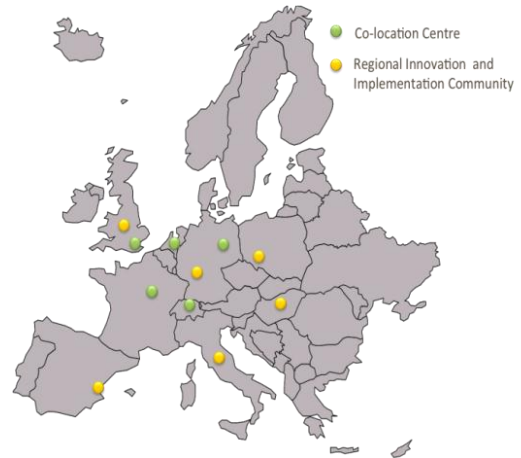 Co-location Centre
Regional Innovation and
Implementation Community